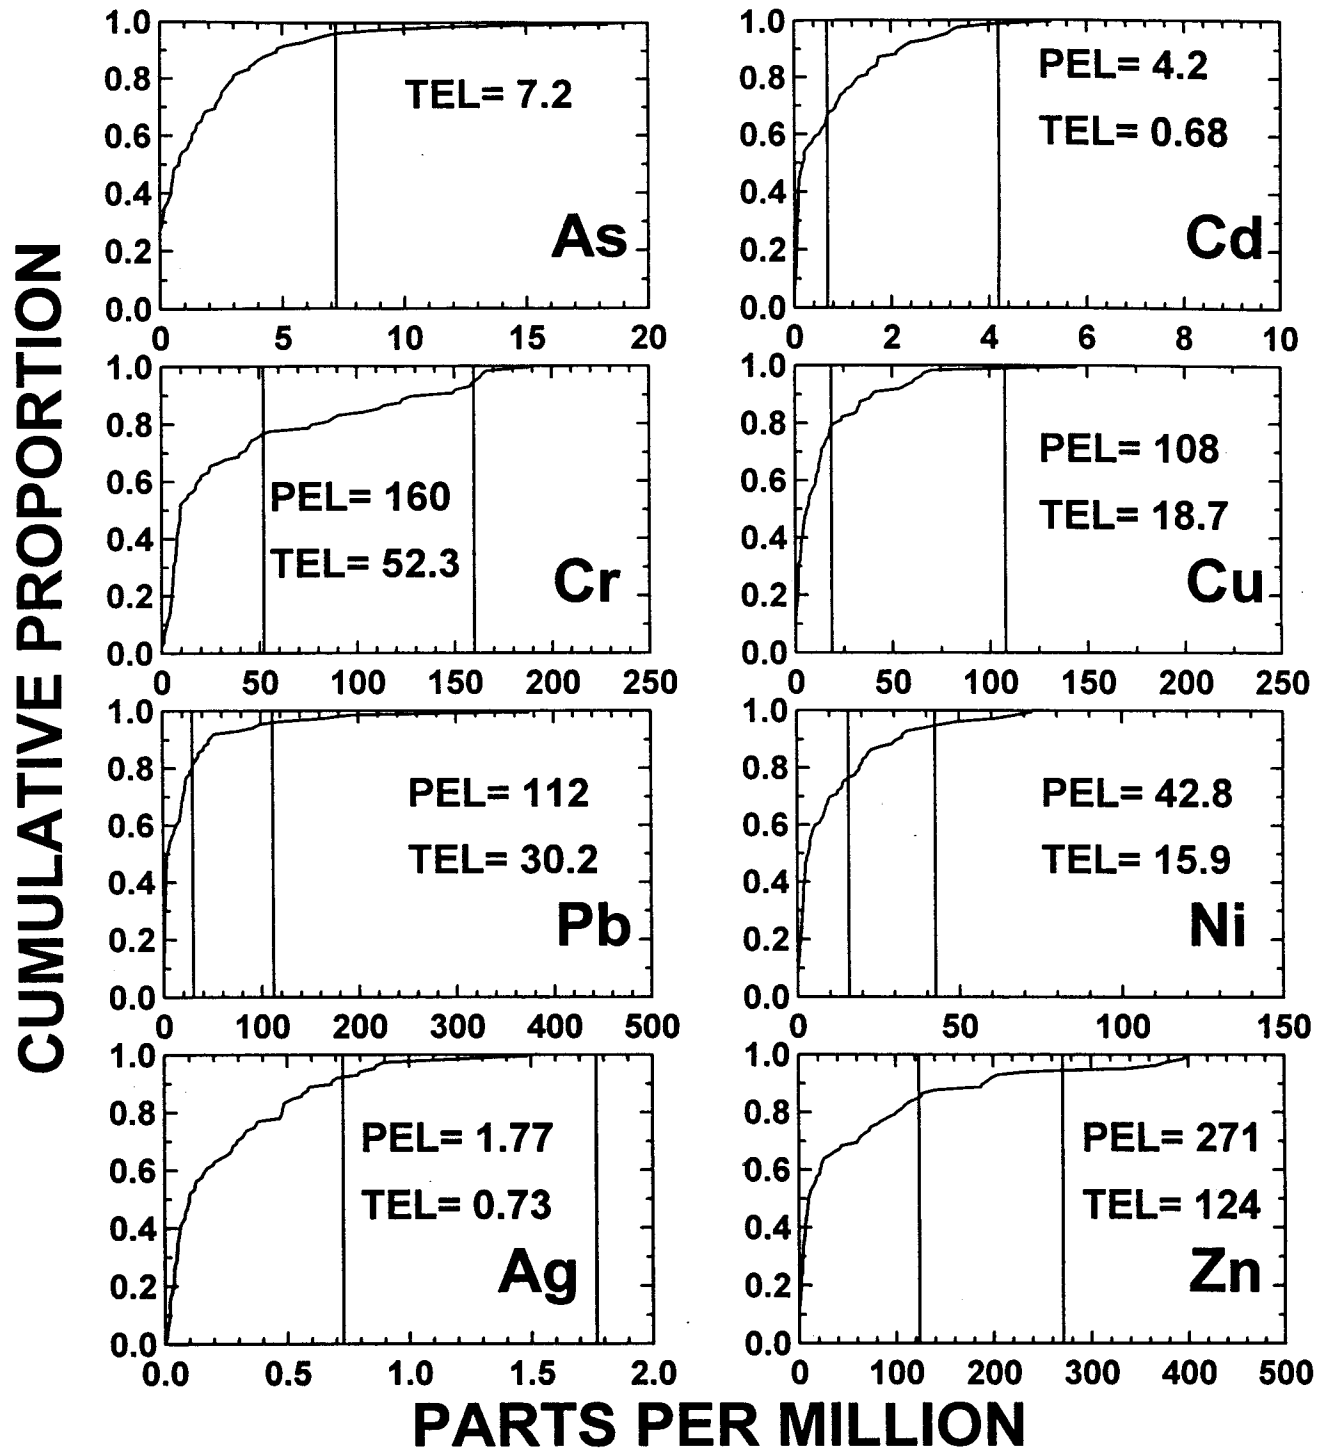 CUMULATIVE PROPORTION
1.0
0.8
0.6
0.4
0.2
0.0
TEL= 7.2
As
0 5 10 15 20
1.0
0.8
0.6
0.4
0.2
0.0
PEL= 4.2
TEL= 0.68
Cd
0 2 4 6 8 10
1.0
0.8
0.6
0.4
0.2
0.0
PEL= 160
TEL= 52.3
Cr
0 50 100 150 200 250
1.0
0.8
0.6
0.4
0.2
0.0
PEL= 108
TEL= 18.7
Cu
0 50 100 150 200 250
1.0
0.8
0.6
0.4
0.2
0.0
PEL= 112
TEL= 30.2
Pb
0 100 200 300 400 500
1.0
0.8
0.6
0.4
0.2
0.0
PEL= 42.8
TEL= 15.9
Ni
0 50 100 150
1.0
0.8
0.6
0.4
0.2
0.0
PEL= 1.77
TEL= 0.73
Ag
0.0 0.5 1.0 1.5 2.0
1.0
0.8
0.6
0.4
0.2
0.0
PEL= 271
TEL= 124
Zn
0 100 200 300 400 500
PARTS PER MILLION